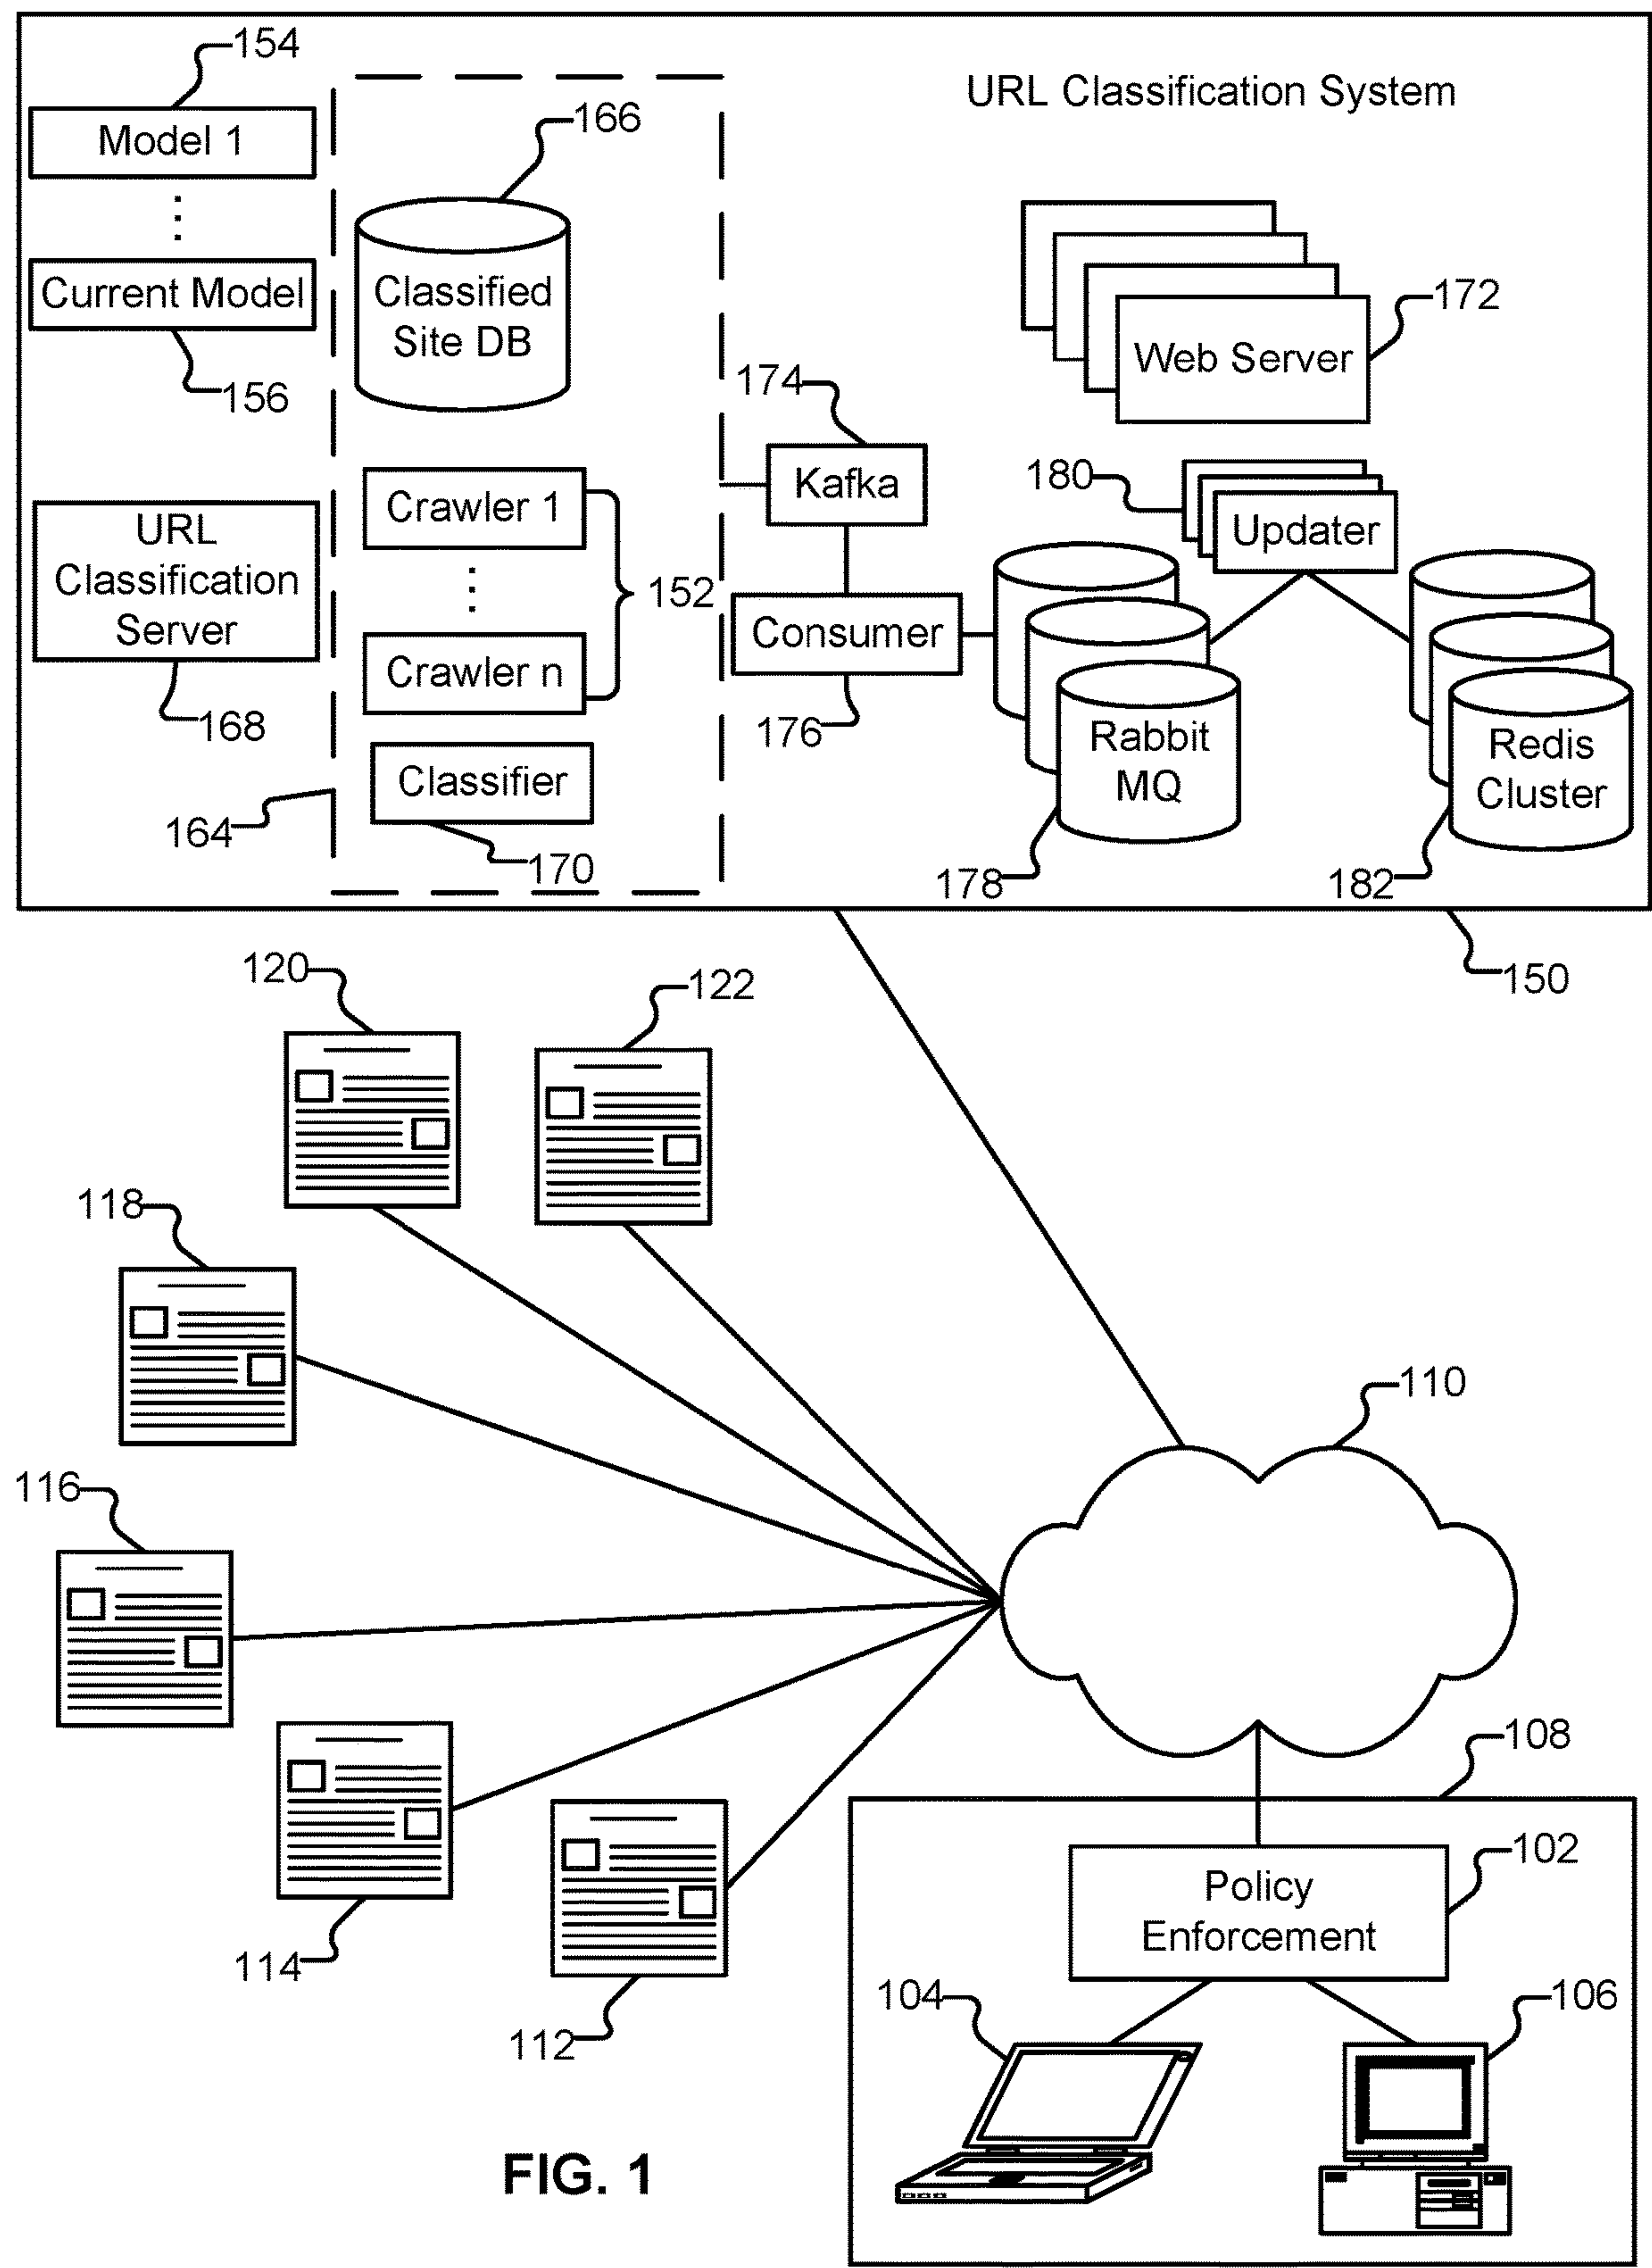 154
URL Classification System
Model 1
166
Current Model
156
Classified
Site DB
172
Web Server
174
Kafka
180
Updater
Crawler 1
152
Crawler n
URL
Classification
Server
168
Consumer
176
Rabbit
MQ
178
Redis
Cluster
182
Classifier
164
170
150
120
122
118
116
114
112
110
108
102
Policy
Enforcement
104
106
FIG. 1